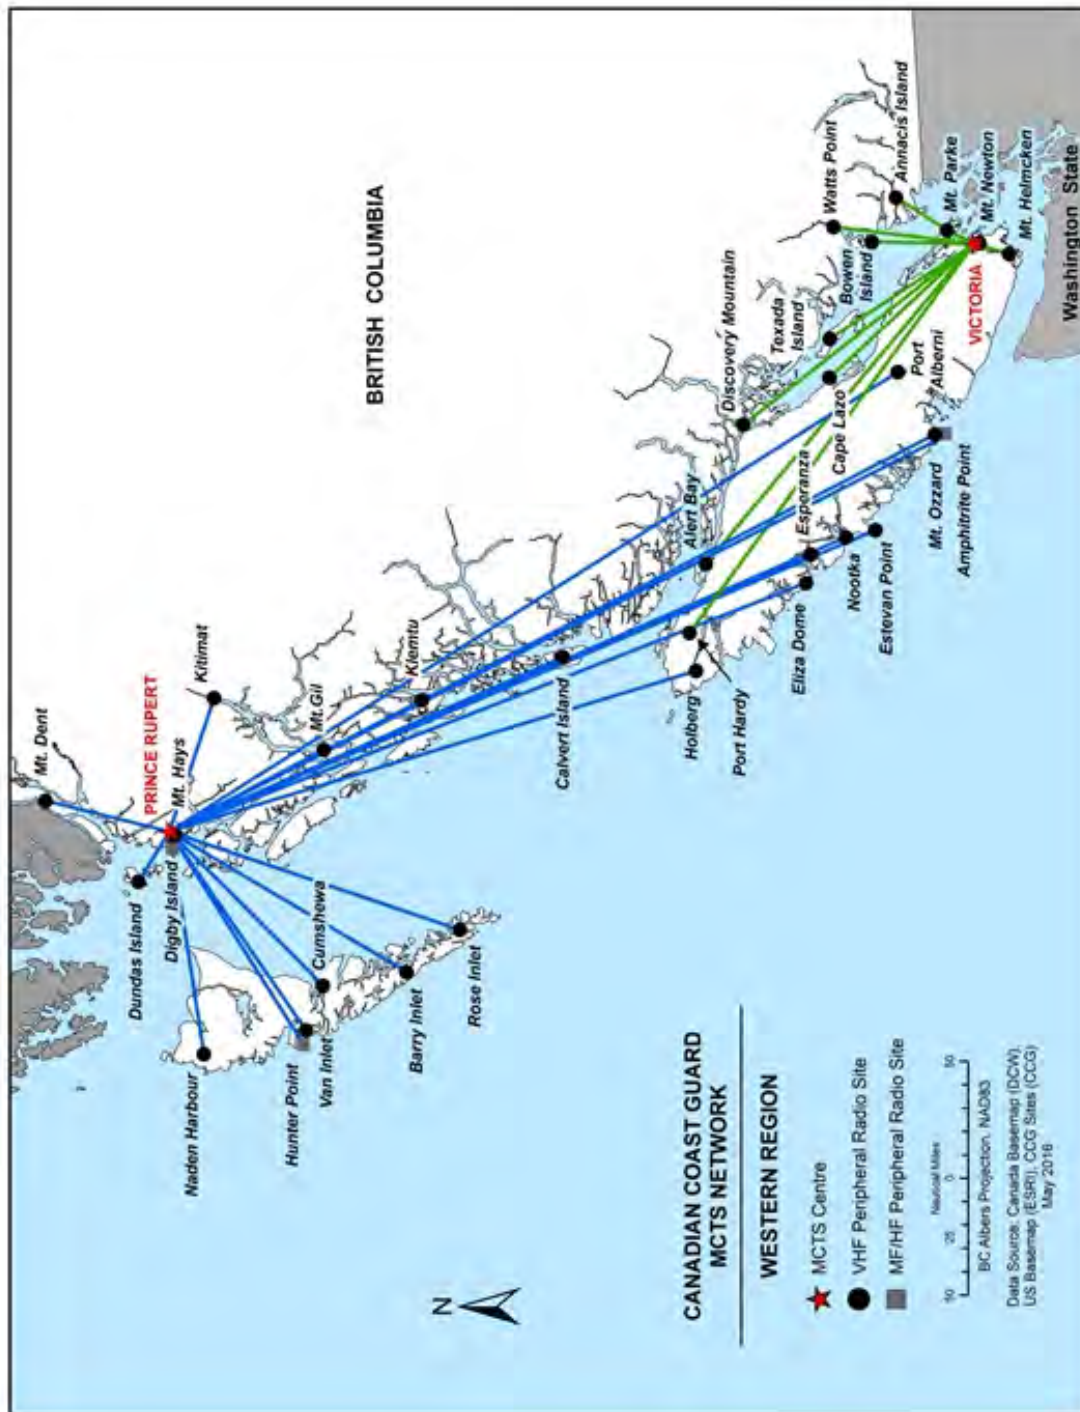 Mt. Dent
PRINCE RUPERT
Mt. Hays
Kitimat
Dundas Island
Digby Island
Mt.Gil
Klemtu
Naden Harbour
Cumshewa
Hunter Point
Van Inlet
Barry Inlet
Rose Inlet
Calvert Island
BRITISH COLUMBIA
Alert Bay
Holberg
Port Hardy
Discovery Mountain
Texada
Island
Watts Point
Bowen
Island
Annacis Island
Eliza Dome
Esperanza
Cape Lazo
Nootka
Estevan Point
Port
Alberni
Mt. Ozzard
Amphitrite Point
Mt. Parke
Mt. Newton
Mt. Helmcken
VICTORIA
Washington State
N
CANADIAN COAST GUARD
MCTS NETWORK
WESTERN REGION
MCTS Centre
VHF Peripheral Radio Site
MF/HF Peripheral Radio Site
Nautical Miles
50 25 0 50
BC Albers Projection, NAD83
Data Source: Canada Basemap (DCW),
US Basemap (ESRI), CCG Sites (CCG)
May 2016